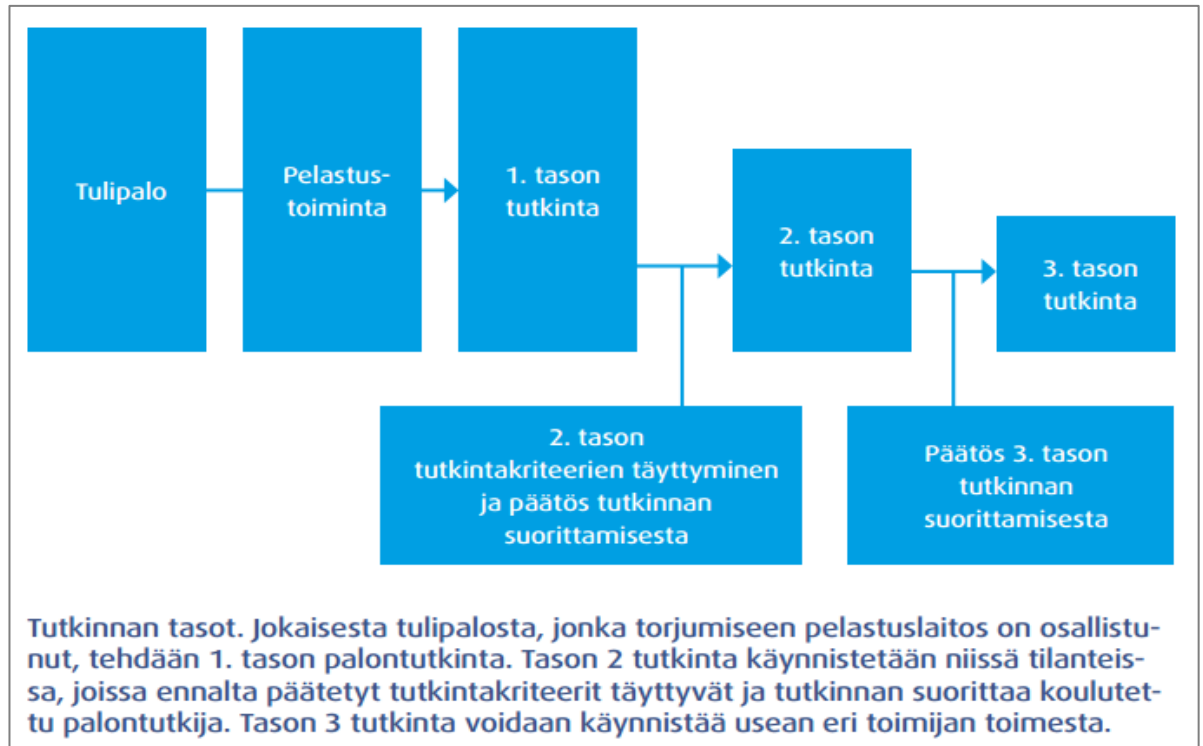 Tulipalo
Pelastus-
toiminta
1. tason
tutkinta
2. tason
tutkinta
3. tason
tutkinta
2. tason
tutkintakriteerien täyttyminen
ja päätös tutkinnan
suorittamisesta
Päätös 3. tason
tutkinnan
suorittamisesta
Tutkinnan tasot. Jokaisesta tulipalosta, jonka torjumiseen pelastuslaitos on osallistu-
nut, tehdään 1. tason palontutkinta. Tason 2 tutkinta käynnistetään niissä tilanteis-
sa, joissa ennalta päätetyt tutkintakriteerit täyttyvät ja tutkinnan suorittaa koulutet-
tu palontutkija. Tason 3 tutkinta voidaan käynnistää usean eri toimijan toimesta.